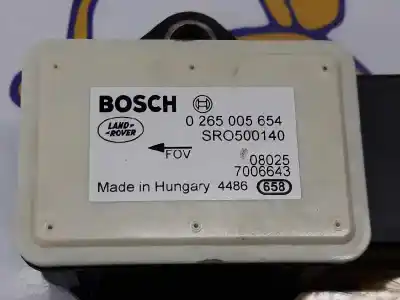 BOSCH
0 265 005 654
LAND-
ROVER
SRO500140
FOV
08025
7006643
Made in Hungary 4486 658